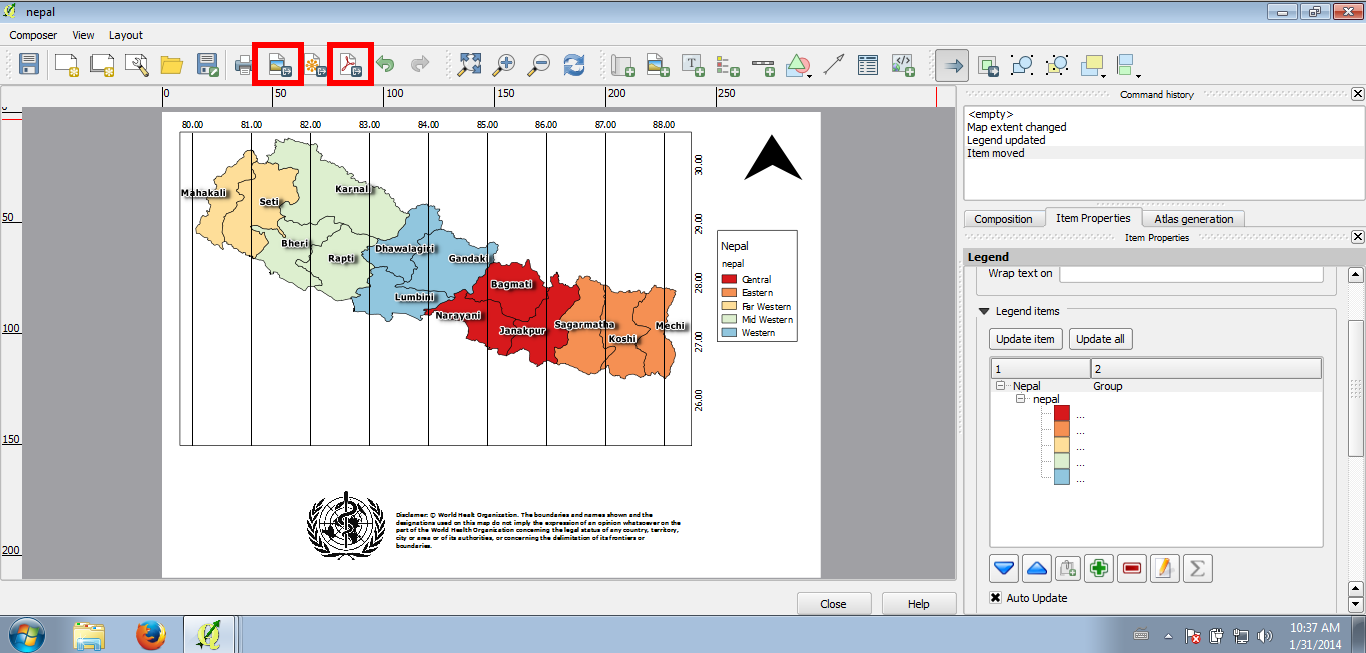 nepal
Composer View Layout
0 50 100 150 200 250
Command history
<empty>
Map extent changed
Legend updated
Item moved
Composition Item Properties Atlas generation
Item Properties
Legend
Wrap text on
Legend items
Update item Update all
1 2
Nepal Group
nepal
...
...
...
...
...
Auto Update
0
50
100
150
200
80.00 81.00 82.00 83.00 84.00 85.00 86.00 87.00 88.00
30.00
29.00
28.00
27.00
26.00
Mahakali
Seti
Karnal
Bheri
Rapti
Dhawalagiri
Gandaki
Lumbini
Bagmati
Narayani
Janakpur
Sagarmatha
Koshi
Mechi
Nepal
nepal
Central
Eastern
Far Western
Mid Western
Western
Disclamer: © World Healt Organization. The boundaries and names shown and the
designations used on this map do not imply the expression of an opinion whatsoever on the
part of the World Health Organisation concerning the legal status of any country, territory,
city or area or of its authorities, or concerning the delimitation of its frontiers or
boundaries.
Close Help
10:37 AM
1/31/2014